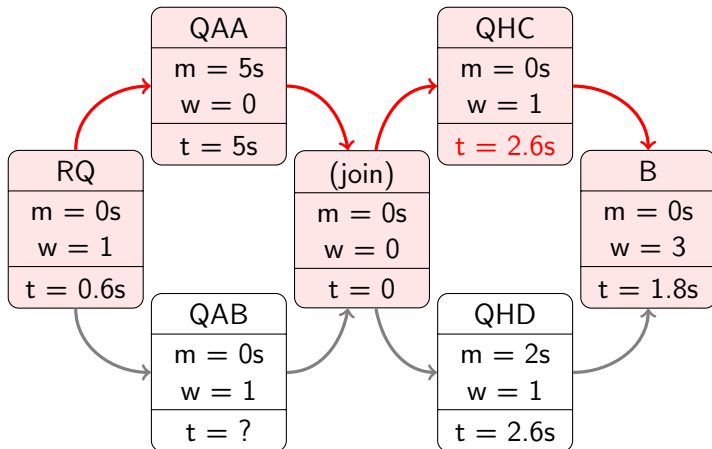 QAA
m = 5s
w = 0
t = 5s
QHC
m = 0s
w = 1
t = 2.6s
RQ
m = 0s
w = 1
t = 0.6s
(join)
m = 0s
w = 0
t = 0
B
m = 0s
w = 3
t = 1.8s
QAB
m = 0s
w = 1
t = ?
QHD
m = 2s
w = 1
t = 2.6s